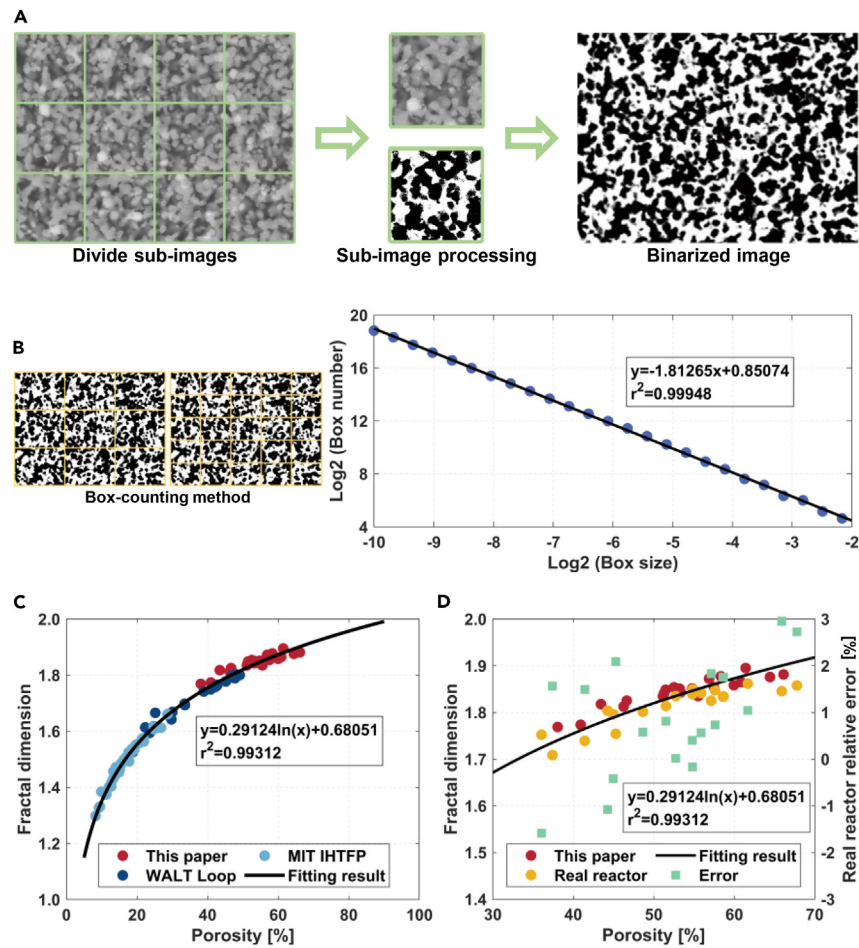 A
Divide sub-images
Sub-image processing
Binarized image
B
Box-counting method
Log2 (Box number)
20
16
12
8
4
y=-1.81265x+0.85074
r²=0.99948
-10 -9 -8 -7 -6 -5 -4 -3 -2
Log2 (Box size)
C
Fractal dimension
2.0
1.8
1.6
1.4
1.2
1.0
y=0.29124ln(x)+0.68051
r²=0.99312
This paper MIT IHTFP
WALT Loop Fitting result
0 20 40 60 80 100
Porosity [%]
D
Fractal dimension
2.0
1.9
1.8
1.7
1.6
1.5
1.4
y=0.29124ln(x)+0.68051
r²=0.99312
This paper Fitting result
Real reactor Error
30 40 50 60 70
Porosity [%]
3
2
1
0
-1
-2
-3
Real reactor relative error [%]